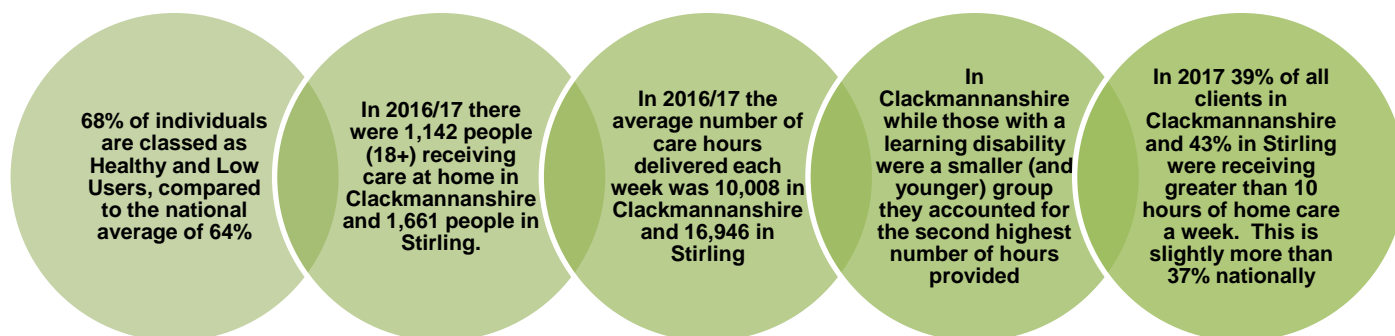 68% of individuals
are classed as
Healthy and Low
Users, compared
to the national
average of 64%
In 2016/17 there
were 1,142 people
(18+) receiving
care at home in
Clackmannanshire
and 1,661 people in
Stirling.
In 2016/17 the
average number of
care hours
delivered each
week was 10,008 in
Clackmannanshire
and 16,946 in
Stirling
In
Clackmannanshire
while those with a
learning disability
were a smaller (and
younger) group
they accounted for
the second highest
number of hours
provided
In 2017 39% of all
clients in
Clackmannanshire
and 43% in Stirling
were receiving
greater than 10
hours of home care
a week. This is
slightly more than
37% nationally